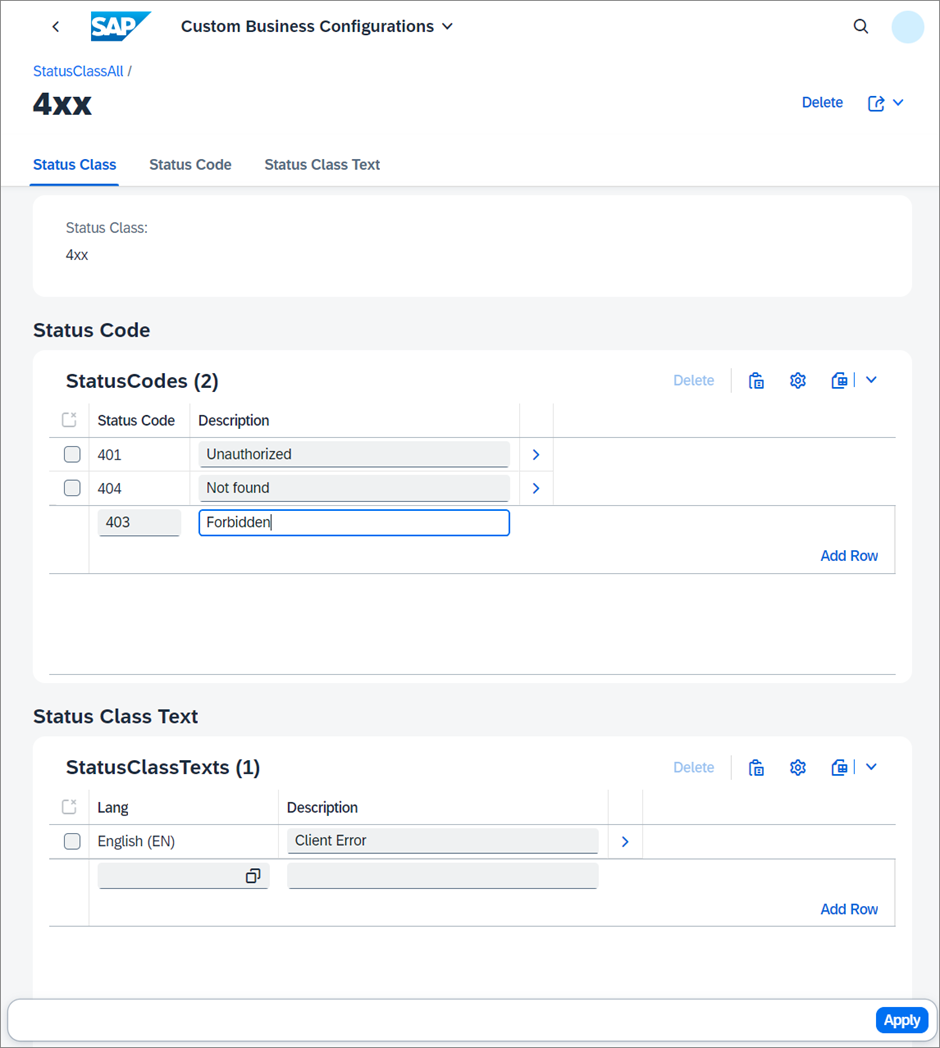 SAP Custom Business Configurations
StatusClassAll /
4xx Delete
Status Class Status Code Status Class Text
Status Class:
4xx
Status Code
StatusCodes (2) Delete
Status Code Description
401 Unauthorized
404 Not found
403 Forbidden
Add Row
Status Class Text
StatusClassTexts (1) Delete
Lang Description
English (EN) Client Error
Add Row
Apply